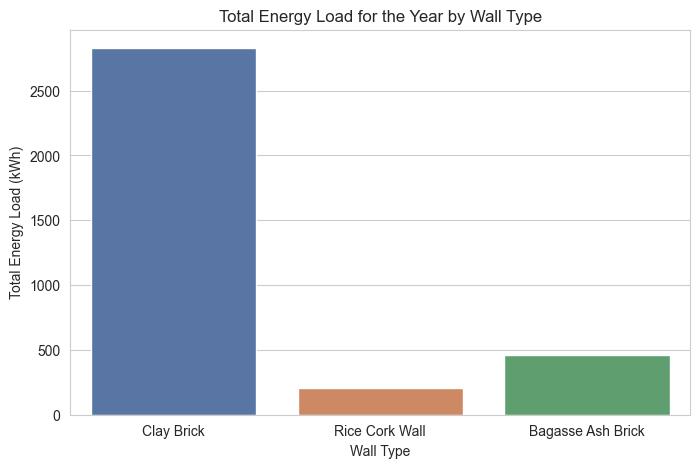 Total Energy Load for the Year by Wall Type
Total Energy Load (kWh)
2500
2000
1500
1000
500
0
Clay Brick
Rice Cork Wall
Bagasse Ash Brick
Wall Type